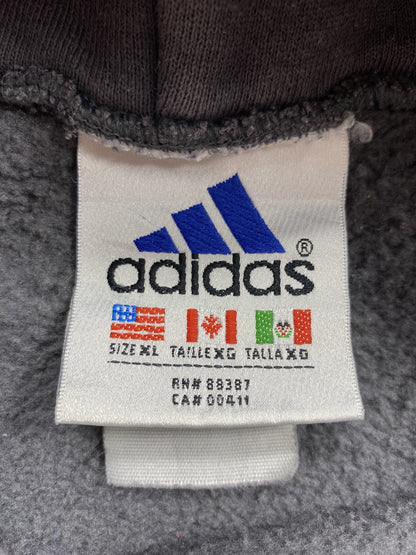 adidas®
SIZE XL TAILLE XG TALLA XG
RN# 88387
CA# 00411